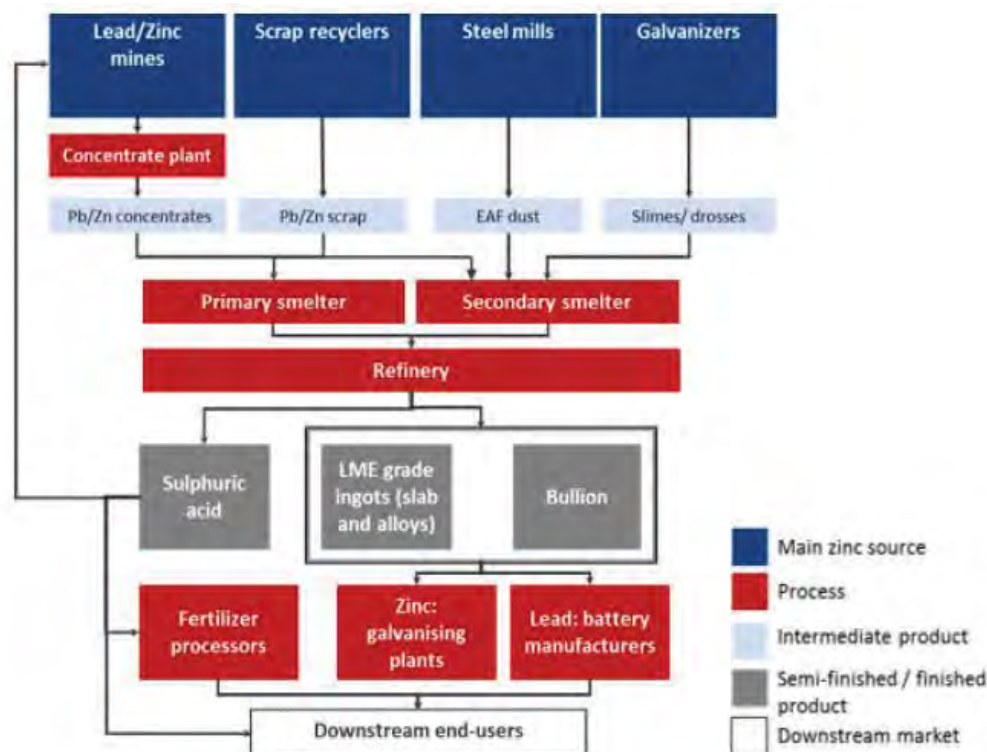 Lead/Zinc
mines
Scrap recyclers
Steel mills
Galvanizers
Concentrate plant
Pb/Zn concentrates
Pb/Zn scrap
EAF dust
Slimes/ drosses
Primary smelter
Secondary smelter
Refinery
Sulphuric
acid
LME grade
ingots (slab
and alloys)
Bullion
Fertilizer
processors
Zinc:
galvanising
plants
Lead: battery
manufacturers
Downstream end-users
Main zinc source
Process
Intermediate product
Semi-finished / finished
product
Downstream market